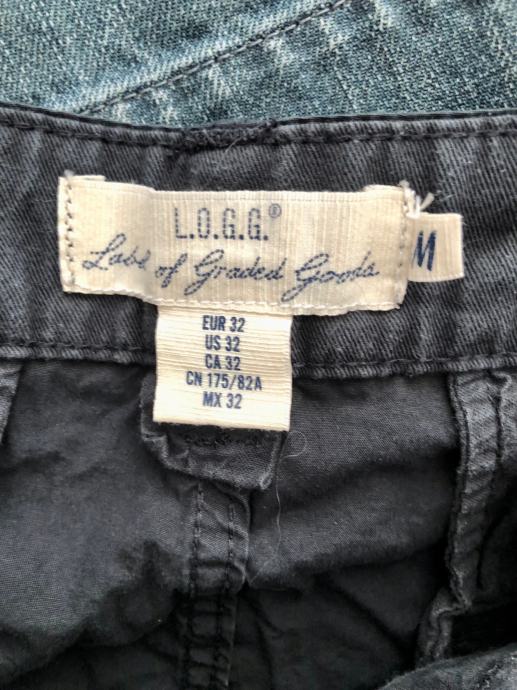 L.O.G.G.®
Label of Graded Goods
M
EUR 32
US 32
CA 32
CN 175/82A
MX 32